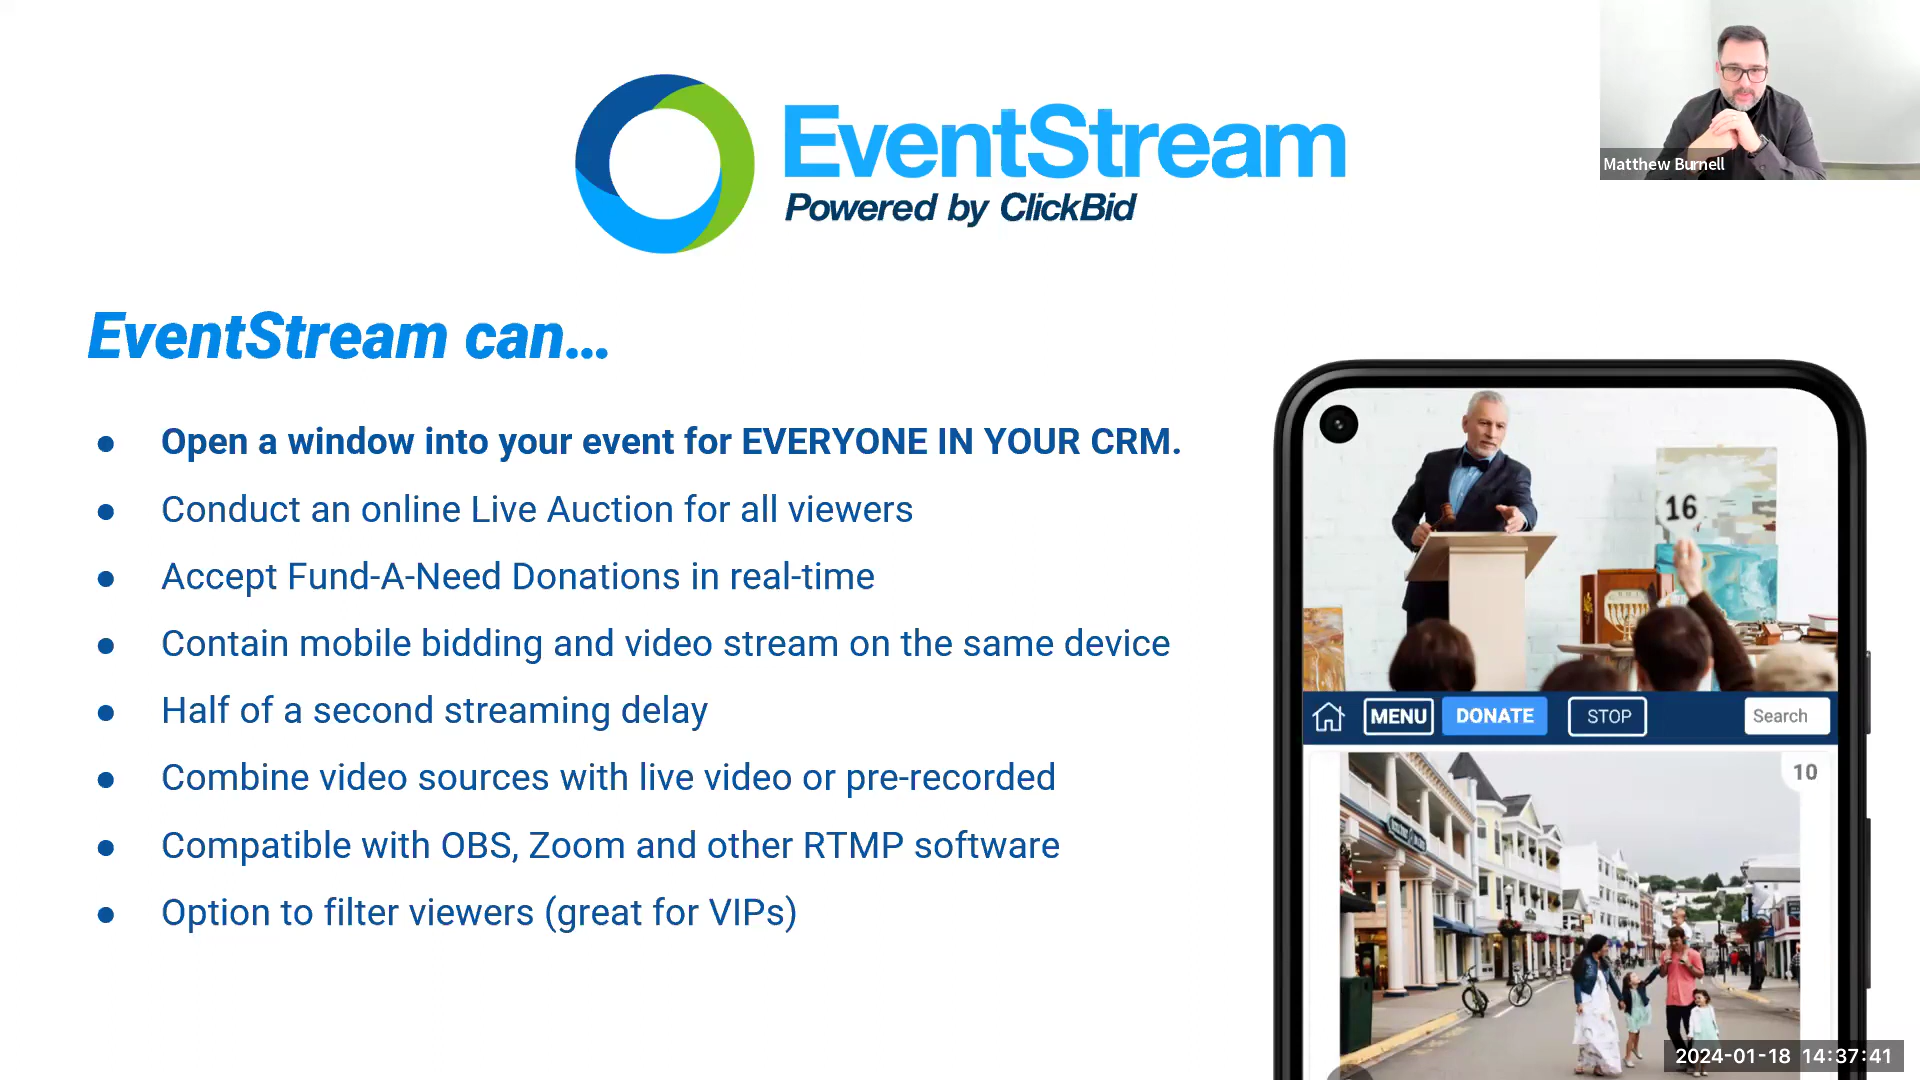 EventStream
Powered by ClickBid
Matthew Burnell
EventStream can...
● Open a window into your event for EVERYONE IN YOUR CRM.
● Conduct an online Live Auction for all viewers
● Accept Fund-A-Need Donations in real-time
● Contain mobile bidding and video stream on the same device
● Half of a second streaming delay
● Combine video sources with live video or pre-recorded
● Compatible with OBS, Zoom and other RTMP software
● Option to filter viewers (great for VIPs)
16
MENU DONATE STOP Search
10
2024-01-18 14:37:41